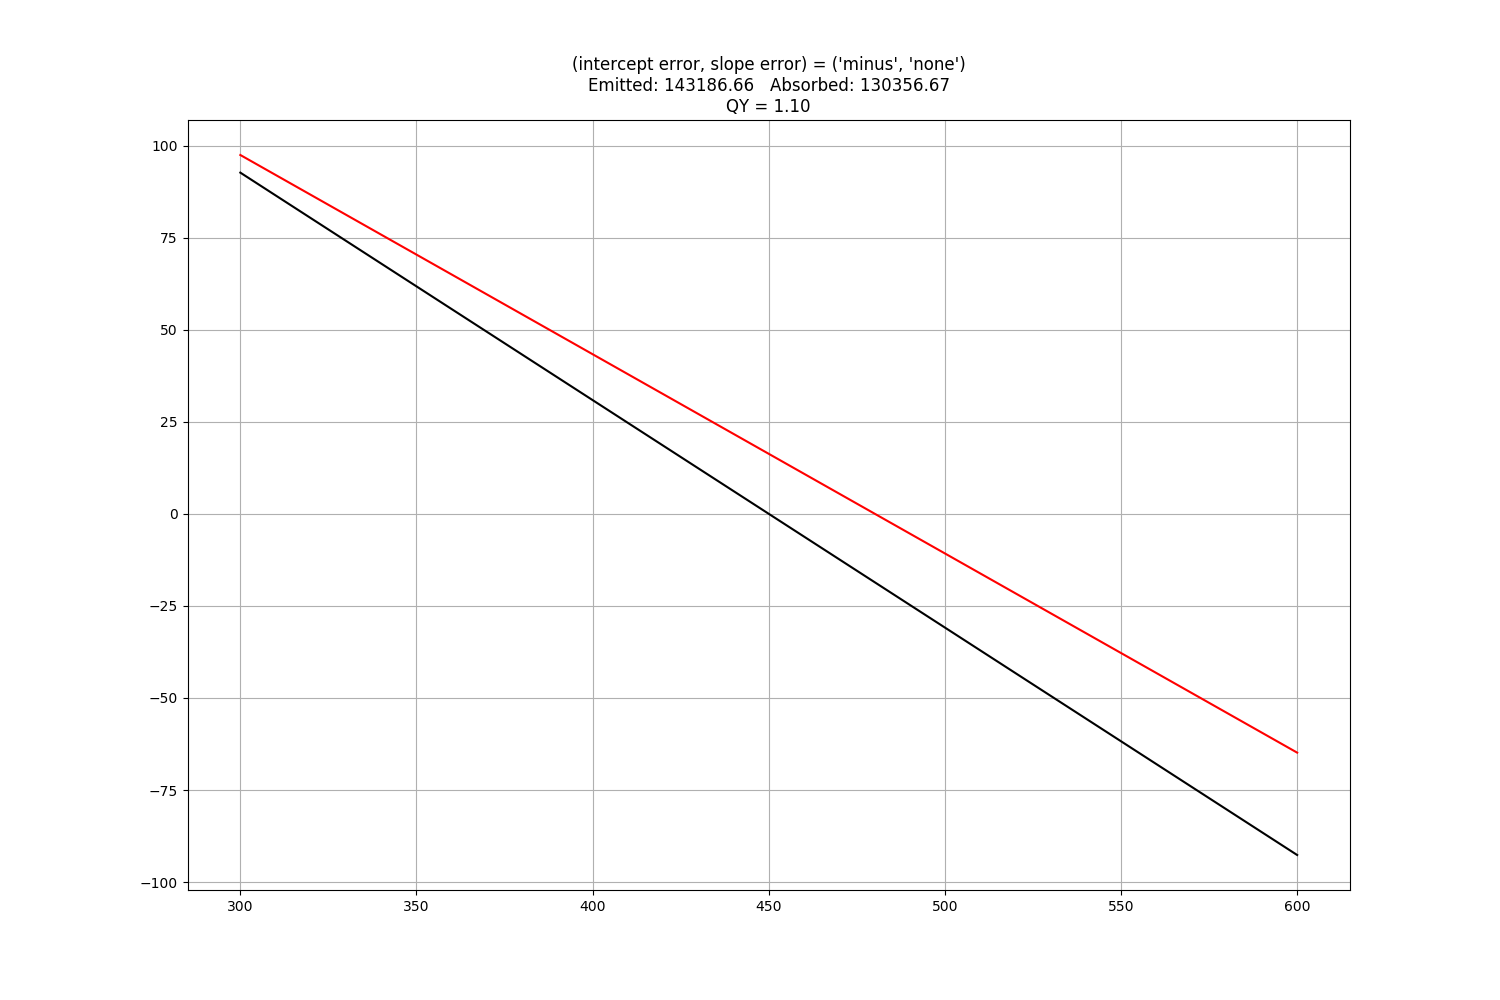 (intercept error, slope error) = ('minus', 'none')
Emitted: 143186.66   Absorbed: 130356.67
QY = 1.10
100
75
50
25
0
−25
−50
−75
−100
300 350 400 450 500 550 600